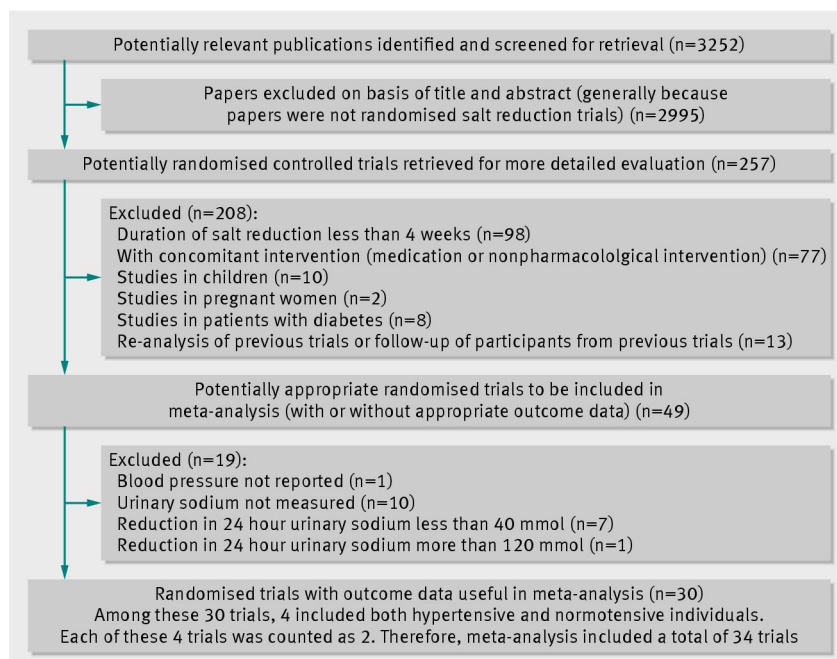 Potentially relevant publications identified and screened for retrieval (n=3252)
Papers excluded on basis of title and abstract (generally because
papers were not randomised salt reduction trials) (n=2995)
Potentially randomised controlled trials retrieved for more detailed evaluation (n=257)
Excluded (n=208):
Duration of salt reduction less than 4 weeks (n=98)
With concomitant intervention (medication or nonpharmacololgical intervention) (n=77)
Studies in children (n=10)
Studies in pregnant women (n=2)
Studies in patients with diabetes (n=8)
Re-analysis of previous trials or follow-up of participants from previous trials (n=13)
Potentially appropriate randomised trials to be included in
meta-analysis (with or without appropriate outcome data) (n=49)
Excluded (n=19):
Blood pressure not reported (n=1)
Urinary sodium not measured (n=10)
Reduction in 24 hour urinary sodium less than 40 mmol (n=7)
Reduction in 24 hour urinary sodium more than 120 mmol (n=1)
Randomised trials with outcome data useful in meta-analysis (n=30)
Among these 30 trials, 4 included both hypertensive and normotensive individuals.
Each of these 4 trials was counted as 2. Therefore, meta-analysis included a total of 34 trials